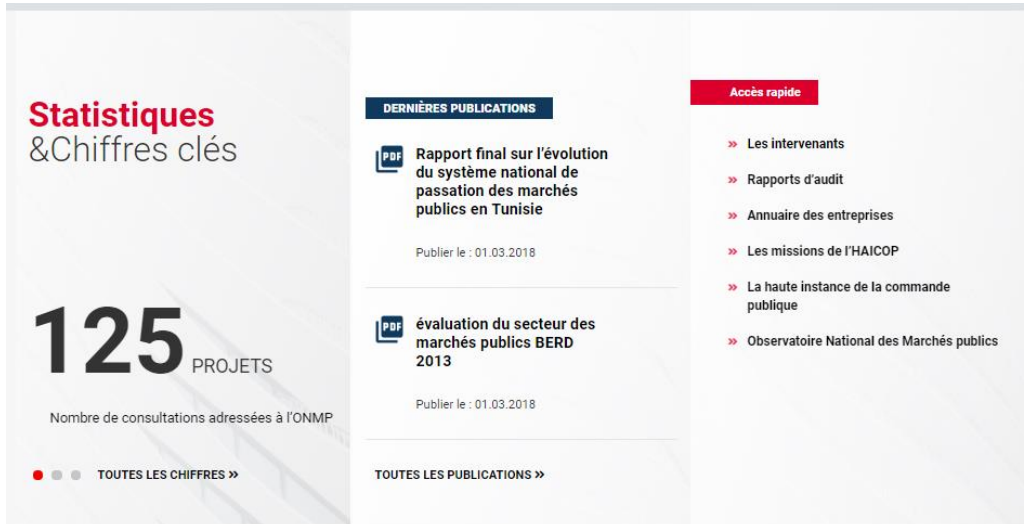 Statistiques
&Chiffres clés
125 PROJETS
Nombre de consultations adressées à l'ONMP
TOUTES LES CHIFFRES »
DERNIÈRES PUBLICATIONS
PDF
Rapport final sur l'évolution
du système national de
passation des marchés
publics en Tunisie
Publier le : 01.03.2018
PDF
évaluation du secteur des
marchés publics BERD
2013
Publier le : 01.03.2018
TOUTES LES PUBLICATIONS »
Accès rapide
» Les intervenants
» Rapports d'audit
» Annuaire des entreprises
» Les missions de l'HAICOP
» La haute instance de la commande
publique
» Observatoire National des Marchés publics